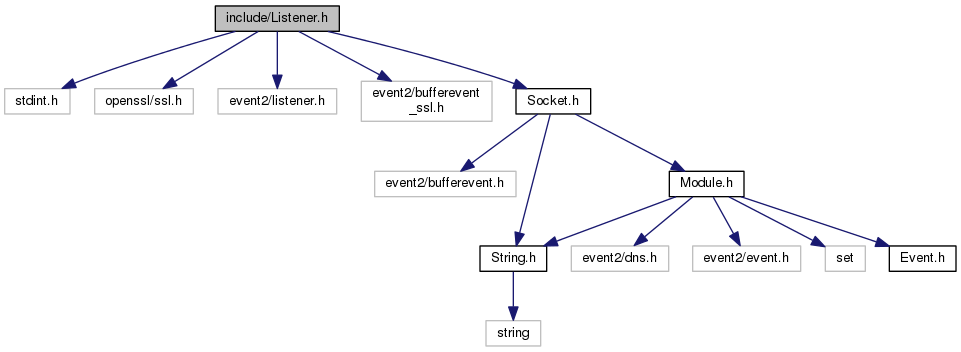 include/Listener.h
stdint.h
openssl/ssl.h
event2/listener.h
event2/bufferevent
_ssl.h
Socket.h
event2/bufferevent.h
Module.h
String.h
event2/dns.h
event2/event.h
set
Event.h
string